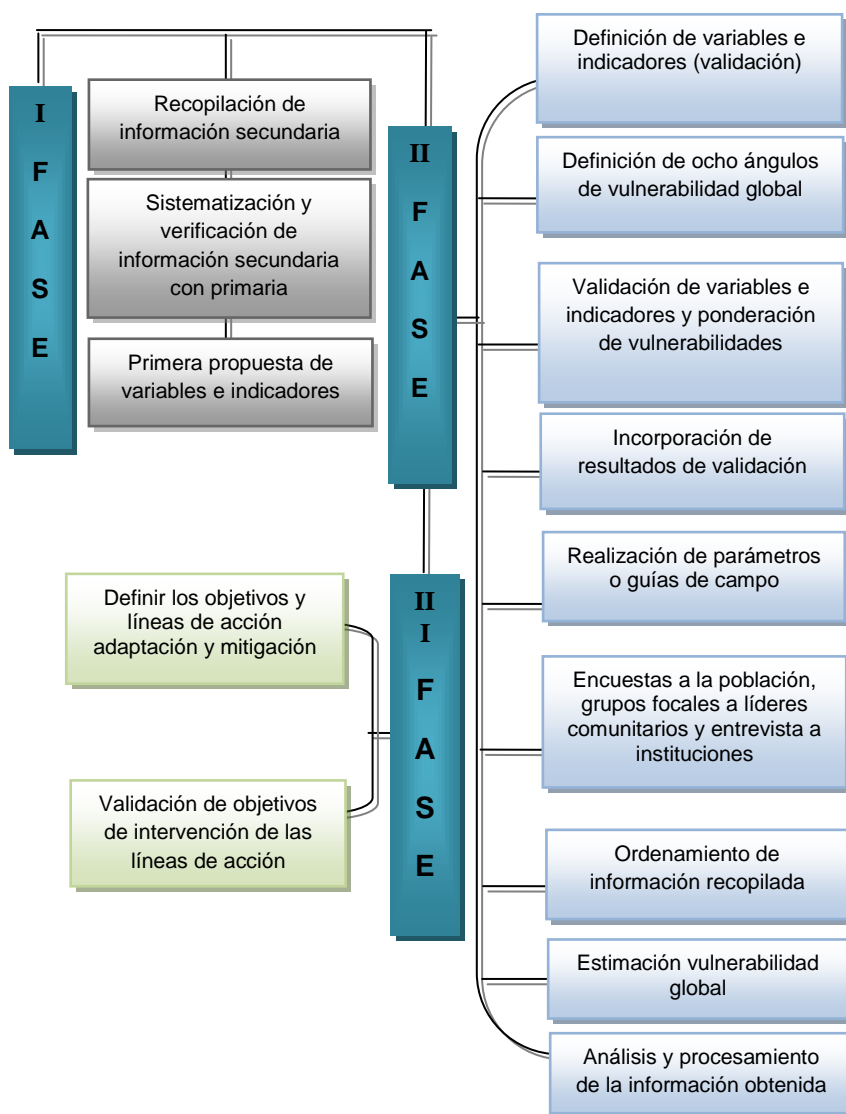 I
F
A
S
E
Recopilación de
información secundaria
Sistematización y
verificación de
información secundaria
con primaria
Primera propuesta de
variables e indicadores
II
F
A
S
E
Definición de variables e
indicadores (validación)
Definición de ocho ángulos
de vulnerabilidad global
Validación de variables e
indicadores y ponderación
de vulnerabilidades
Incorporación de
resultados de validación
Realización de parámetros
o guías de campo
Encuestas a la población,
grupos focales a líderes
comunitarios y entrevista a
instituciones
Ordenamiento de
información recopilada
Estimación vulnerabilidad
global
Análisis y procesamiento
de la información obtenida
II
I
F
A
S
E
Definir los objetivos y
líneas de acción
adaptación y mitigación
Validación de objetivos
de intervención de las
líneas de acción